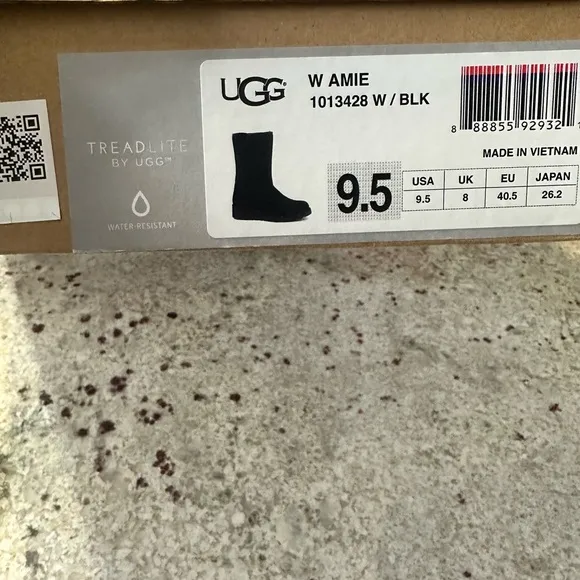 TREADLITE
BY UGG™
WATER-RESISTANT
UGG®
W AMIE
1013428 W / BLK
8 88855 92932 1
MADE IN VIETNAM
9.5
USA UK EU JAPAN
9.5 8 40.5 26.2